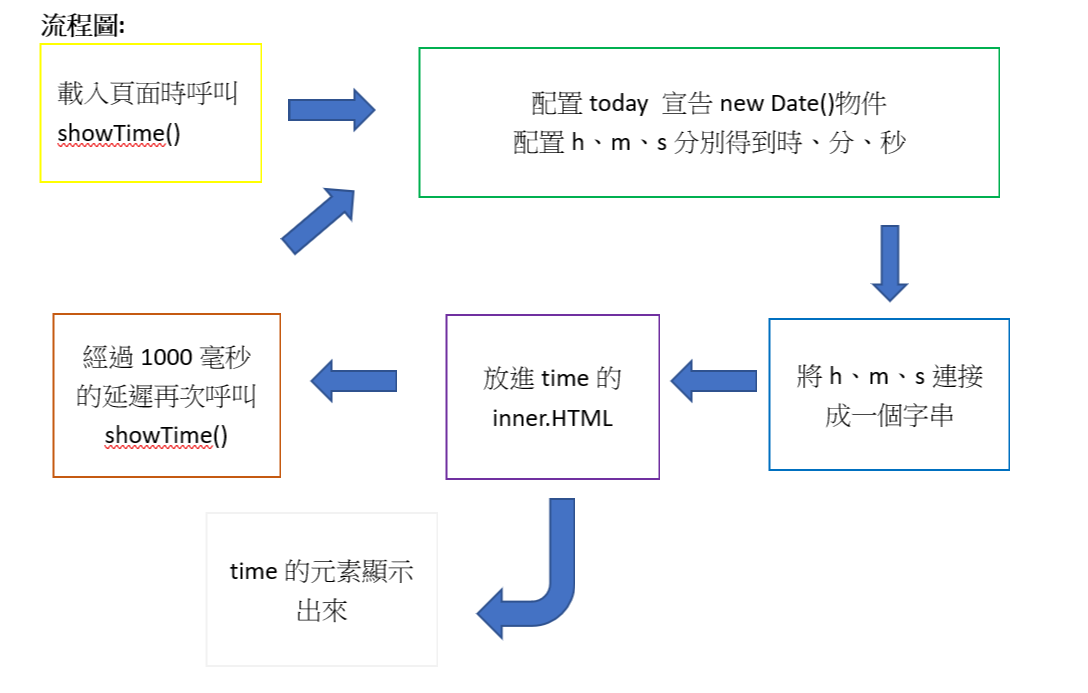 流程圖:
載入頁面時呼叫
showTime()
配置 today 宣告 new Date()物件
配置 h、m、s 分別得到時、分、秒
將 h、m、s 連接
成一個字串
放進 time 的
inner.HTML
經過 1000 毫秒
的延遲再次呼叫
showTime()
time 的元素顯示
出來